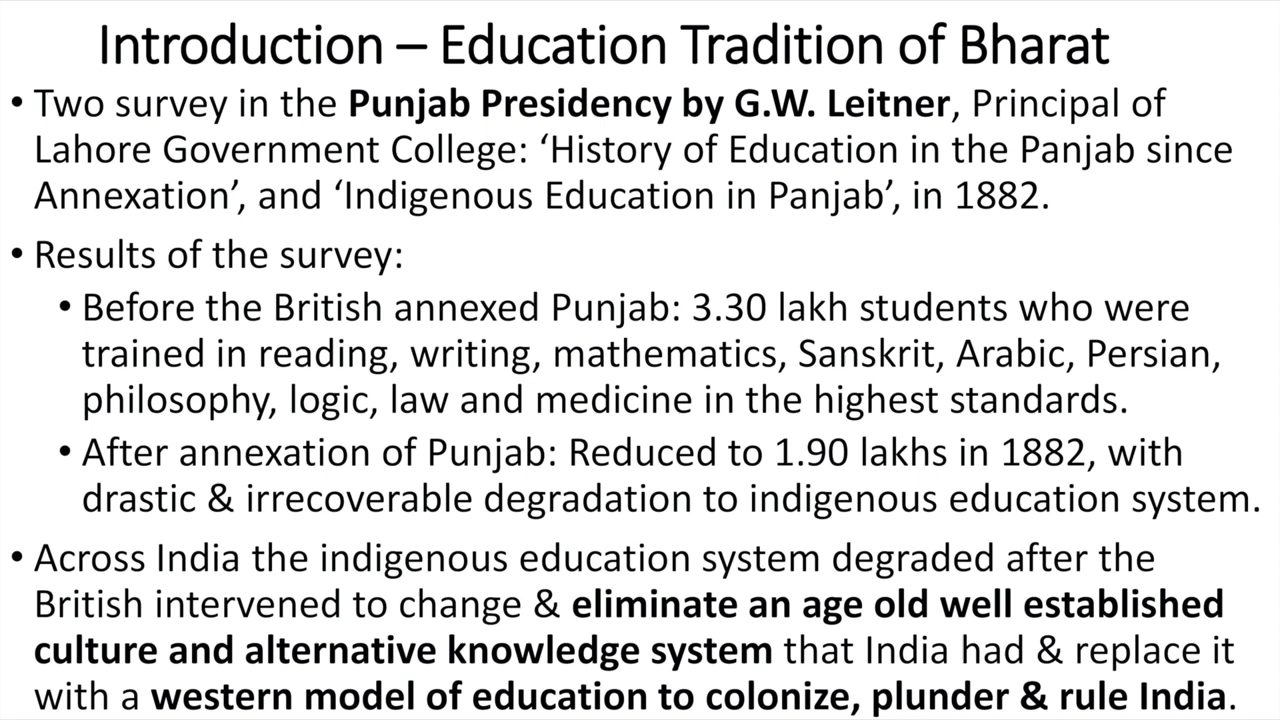 Introduction – Education Tradition of Bharat
• Two survey in the Punjab Presidency by G.W. Leitner, Principal of
Lahore Government College: ‘History of Education in the Panjab since
Annexation’, and ‘Indigenous Education in Panjab’, in 1882.
• Results of the survey:
• Before the British annexed Punjab: 3.30 lakh students who were
trained in reading, writing, mathematics, Sanskrit, Arabic, Persian,
philosophy, logic, law and medicine in the highest standards.
• After annexation of Punjab: Reduced to 1.90 lakhs in 1882, with
drastic & irrecoverable degradation to indigenous education system.
• Across India the indigenous education system degraded after the
British intervened to change & eliminate an age old well established
culture and alternative knowledge system that India had & replace it
with a western model of education to colonize, plunder & rule India.